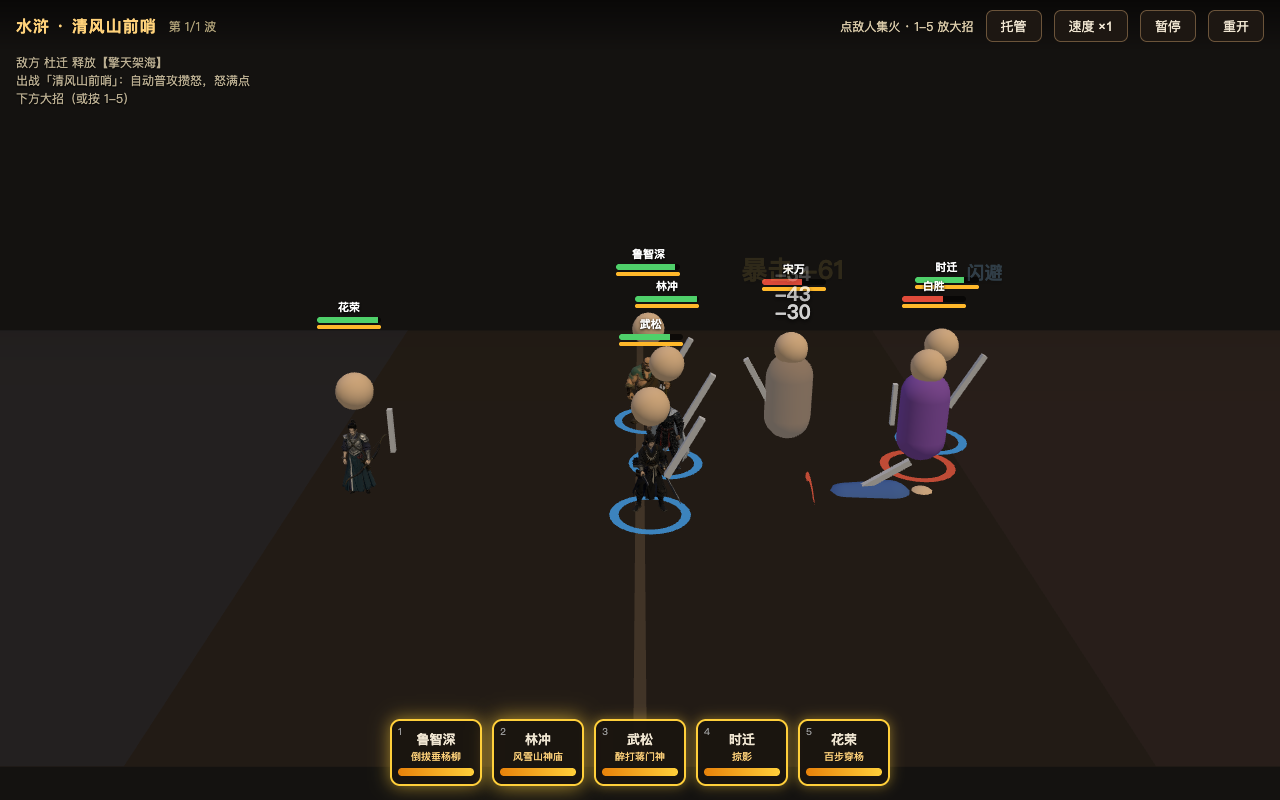 水浒 · 清风山前哨 第 1/1 波
点敌人集火 · 1–5 放大招 托管 速度 ×1 暂停 重开
敌方 杜迁 释放【擎天架海】
出战「清风山前哨」：自动普攻攒怒，怒满点
下方大招（或按 1–5）
鲁智深
林冲
武松
花荣
宋万
时迁
白胜
闪避
-43
-30
1 鲁智深 倒拔垂杨柳
2 林冲 风雪山神庙
3 武松 醉打蒋门神
4 时迁 掠影
5 花荣 百步穿杨